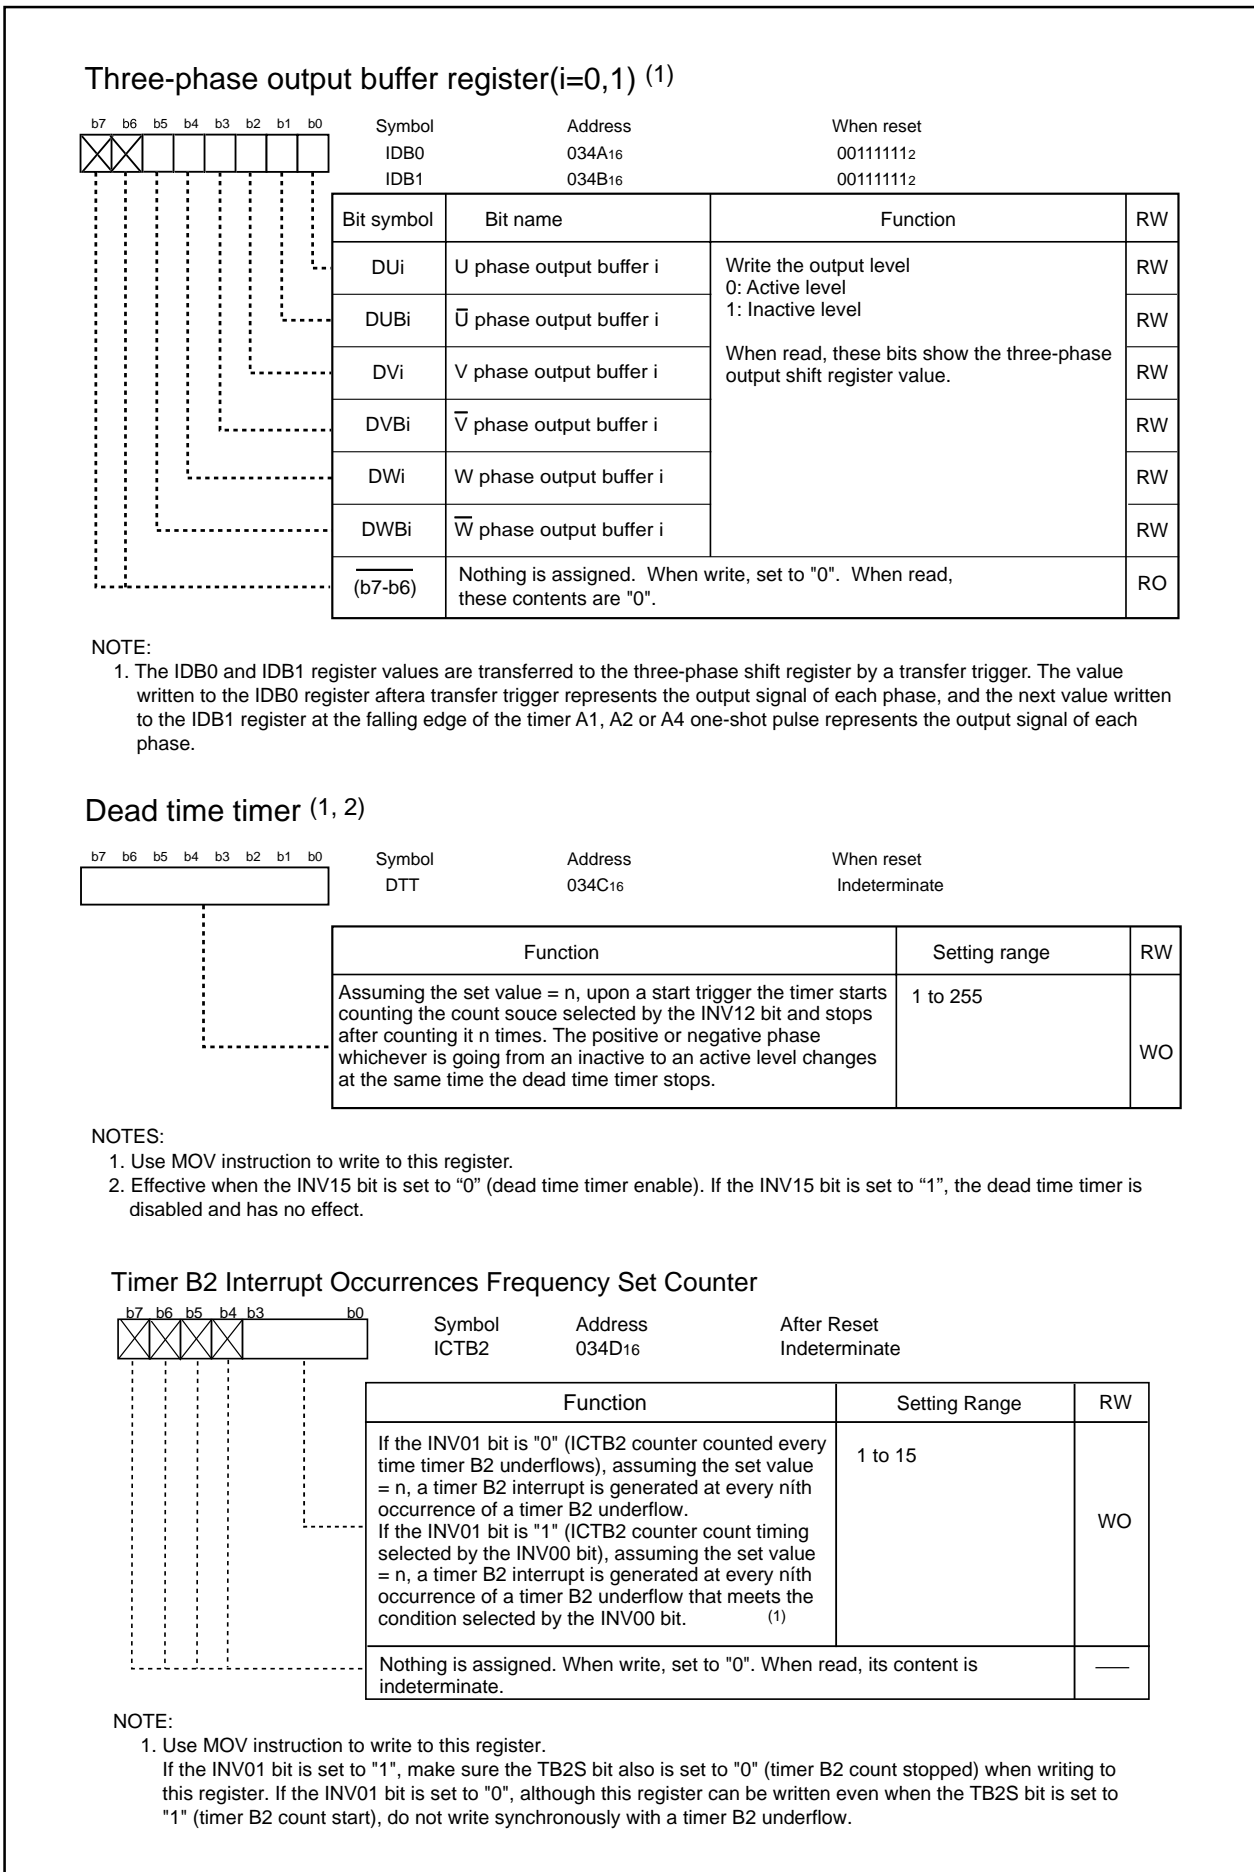 Three-phase output buffer register(i=0,1) (1)
b7 b6 b5 b4 b3 b2 b1 b0
Symbol Address When reset
IDB0 034A16 001111112
IDB1 034B16 001111112
Bit symbol Bit name Function RW
DUi U phase output buffer i RW
Write the output level
0: Active level
1: Inactive level
DUBi U̅ phase output buffer i RW
When read, these bits show the three-phase
output shift register value.
DVi V phase output buffer i RW
DVBi V̅ phase output buffer i RW
DWi W phase output buffer i RW
DWBi W̅ phase output buffer i RW
(b7-b6) RO
Nothing is assigned. When write, set to "0". When read,
these contents are "0".
NOTE:
1. The IDB0 and IDB1 register values are transferred to the three-phase shift register by a transfer trigger. The value
written to the IDB0 register aftera transfer trigger represents the output signal of each phase, and the next value written
to the IDB1 register at the falling edge of the timer A1, A2 or A4 one-shot pulse represents the output signal of each
phase.
Dead time timer (1, 2)
b7 b6 b5 b4 b3 b2 b1 b0
Symbol Address When reset
DTT 034C16 Indeterminate
Function Setting range RW
Assuming the set value = n, upon a start trigger the timer starts
counting the count souce selected by the INV12 bit and stops
after counting it n times. The positive or negative phase
whichever is going from an inactive to an active level changes
at the same time the dead time timer stops.
1 to 255
WO
NOTES:
1. Use MOV instruction to write to this register.
2. Effective when the INV15 bit is set to “0” (dead time timer enable). If the INV15 bit is set to “1”, the dead time timer is
disabled and has no effect.
Timer B2 Interrupt Occurrences Frequency Set Counter
b7 b6 b5 b4 b3 b0
Symbol Address After Reset
ICTB2 034D16 Indeterminate
Function Setting Range RW
If the INV01 bit is "0" (ICTB2 counter counted every
time timer B2 underflows), assuming the set value
= n, a timer B2 interrupt is generated at every níth
occurrence of a timer B2 underflow.
If the INV01 bit is "1" (ICTB2 counter count timing
selected by the INV00 bit), assuming the set value
= n, a timer B2 interrupt is generated at every níth
occurrence of a timer B2 underflow that meets the
condition selected by the INV00 bit. (1)
1 to 15
WO
Nothing is assigned. When write, set to "0". When read, its content is
indeterminate.
NOTE:
1. Use MOV instruction to write to this register.
If the INV01 bit is set to "1", make sure the TB2S bit also is set to "0" (timer B2 count stopped) when writing to
this register. If the INV01 bit is set to "0", although this register can be written even when the TB2S bit is set to
"1" (timer B2 count start), do not write synchronously with a timer B2 underflow.